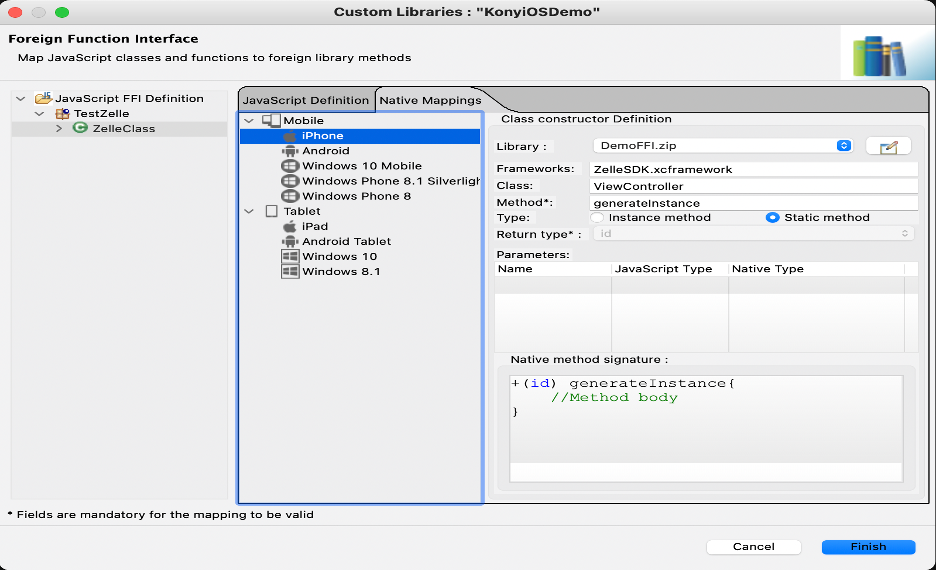 Custom Libraries : "KonyiOSDemo"
Foreign Function Interface
Map JavaScript classes and functions to foreign library methods
JavaScript FFI Definition
TestZelle
ZelleClass
JavaScript Definition
Native Mappings
Mobile
iPhone
Android
Windows 10 Mobile
Windows Phone 8.1 Silverligh
Windows Phone 8
Tablet
iPad
Android Tablet
Windows 10
Windows 8.1
Class constructor Definition
Library : DemoFFI.zip
Frameworks: ZelleSDK.xcframework
Class: ViewController
Method*: generateInstance
Type: Instance method Static method
Return type* : id
Parameters:
Name JavaScript Type Native Type
Native method signature :
+(id) generateInstance{
//Method body
}
* Fields are mandatory for the mapping to be valid
Cancel Finish